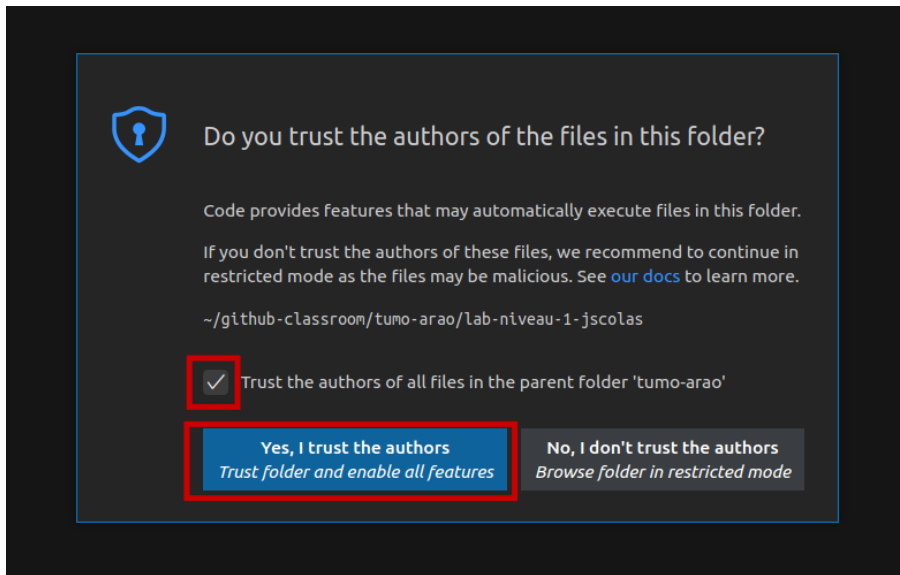 Do you trust the authors of the files in this folder?
Code provides features that may automatically execute files in this folder.
If you don't trust the authors of these files, we recommend to continue in
restricted mode as the files may be malicious. See our docs to learn more.
~/github-classroom/tumo-arao/lab-niveau-1-jscolas
Trust the authors of all files in the parent folder 'tumo-arao'
Yes, I trust the authors
Trust folder and enable all features
No, I don't trust the authors
Browse folder in restricted mode